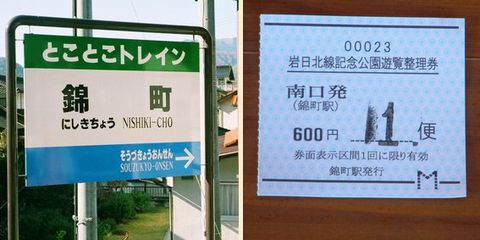 とことこトレイン
錦 町
にしきちょう NISHIKI-CHO
そうづきょうおんせん
SOUZUKYO-ONSEN
00023
岩日北線記念公園遊覧整理券
南口発
(錦町駅)
600円 11 便
券面表示区間1回に限り有効
錦町駅発行